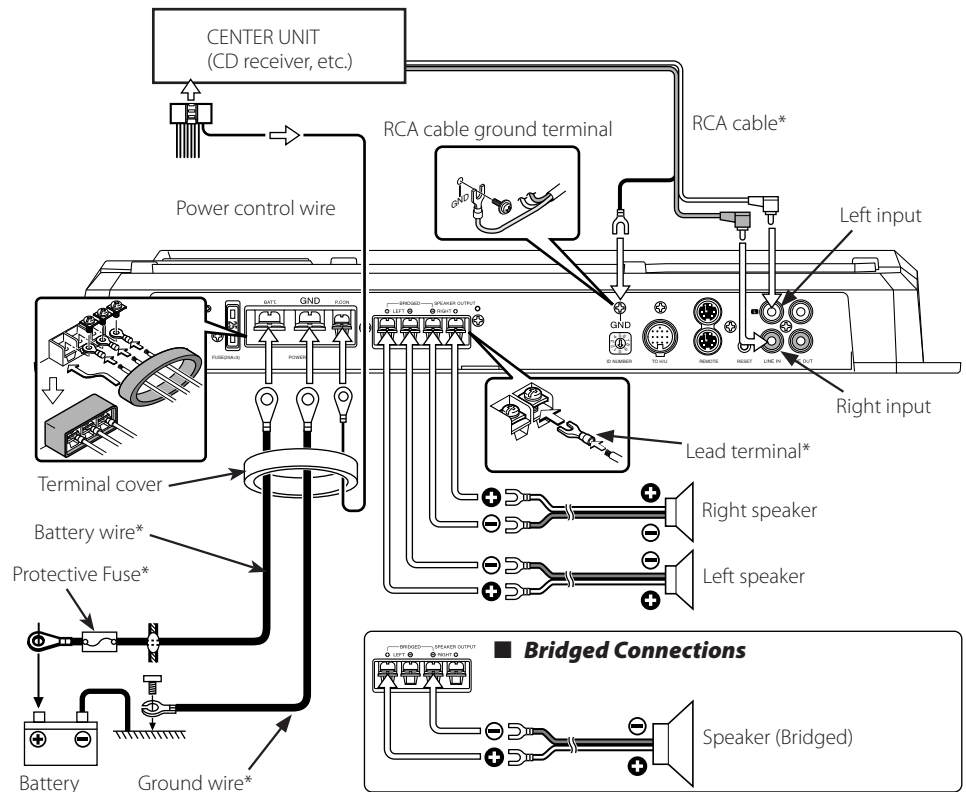 CENTER UNIT
(CD receiver, etc.)
RCA cable ground terminal
RCA cable*
GND
Power control wire
Left input
BATT. GND P.CON
BRIDGED SPEAKER OUTPUT
LEFT RIGHT
GND
POWER
ID NUMBER TO H/U REMOTE RESET LINE IN
Right input
Lead terminal*
Terminal cover
Right speaker
Battery wire*
Protective Fuse*
Left speaker
BRIDGED SPEAKER OUTPUT
LEFT RIGHT
■ Bridged Connections
Speaker (Bridged)
Battery
Ground wire*